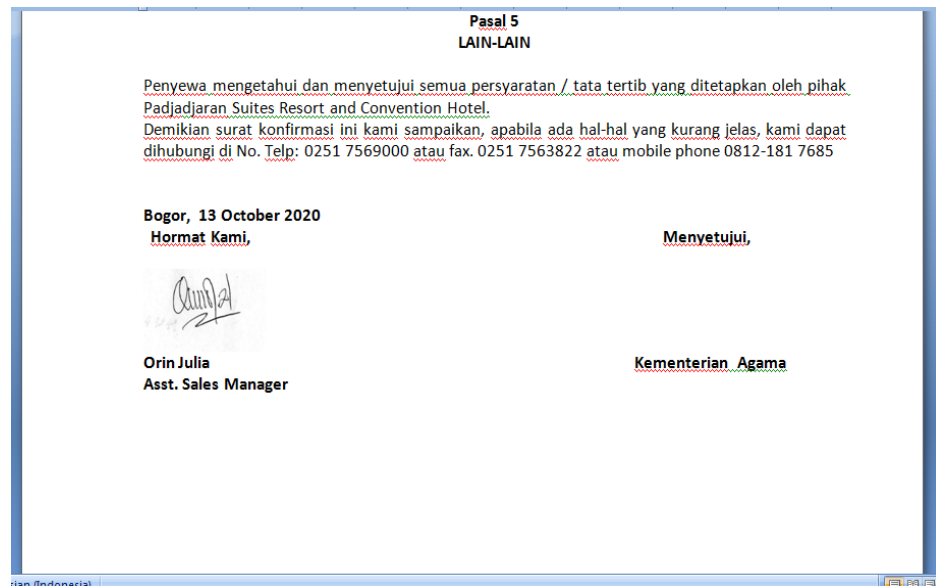 Pasal 5
LAIN-LAIN
Penyewa mengetahui dan menyetujui semua persyaratan / tata tertib yang ditetapkan oleh pihak
Padjadjaran Suites Resort and Convention Hotel.
Demikian surat konfirmasi ini kami sampaikan, apabila ada hal-hal yang kurang jelas, kami dapat
dihubungi di No. Telp: 0251 7569000 atau fax. 0251 7563822 atau mobile phone 0812-181 7685
Bogor, 13 October 2020
Hormat Kami, Menyetujui,
Orin Julia Kementerian Agama
Asst. Sales Manager
(Indonesia)